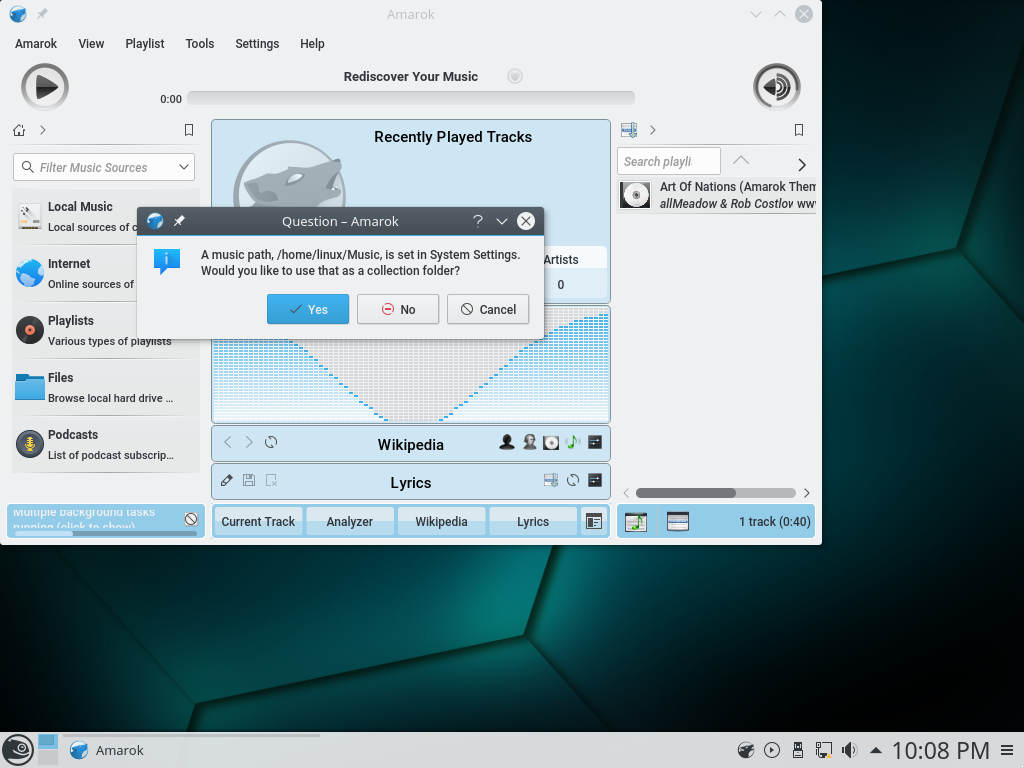 Amarok
Amarok View Playlist Tools Settings Help
Rediscover Your Music
0:00
Filter Music Sources
Local Music
Local sources of c
Internet
Online sources of
Playlists
Various types of playlists
Files
Browse local hard drive ...
Podcasts
List of podcast subscrip...
Multiple background tasks
running (click to show)
Recently Played Tracks
Artists
0
Question – Amarok
A music path, /home/linux/Music, is set in System Settings.
Would you like to use that as a collection folder?
Yes No Cancel
Wikipedia
Lyrics
Current Track Analyzer Wikipedia Lyrics
Search playli
Art Of Nations (Amarok Them
allMeadow & Rob Costlow ww
1 track (0:40)
Amarok
10:08 PM